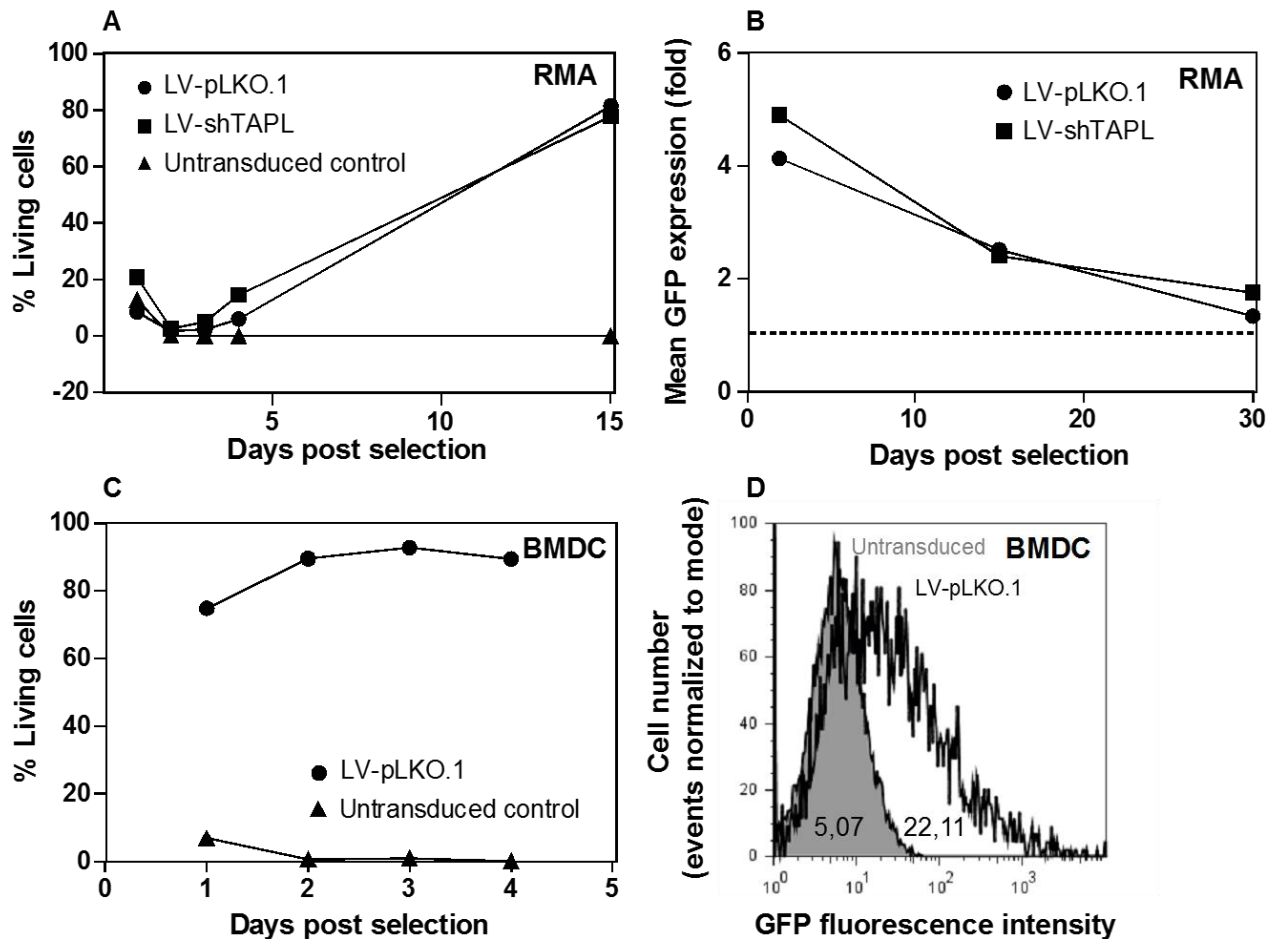 A
100
80
60
40
20
0
-20
% Living cells
RMA
LV-pLKO.1
LV-shTAPL
Untransduced control
5
10
15
Days post selection
B
6
4
2
0
Mean GFP expression (fold)
RMA
LV-pLKO.1
LV-shTAPL
0
10
20
30
Days post selection
C
100
80
60
40
20
0
% Living cells
BMDC
LV-pLKO.1
Untransduced control
0
1
2
3
4
5
Days post selection
D
100
80
60
40
20
0
Cell number
(events normalized to mode)
Untransduced
BMDC
LV-pLKO.1
5,07
22,11
10⁰
10¹
10²
10³
GFP fluorescence intensity